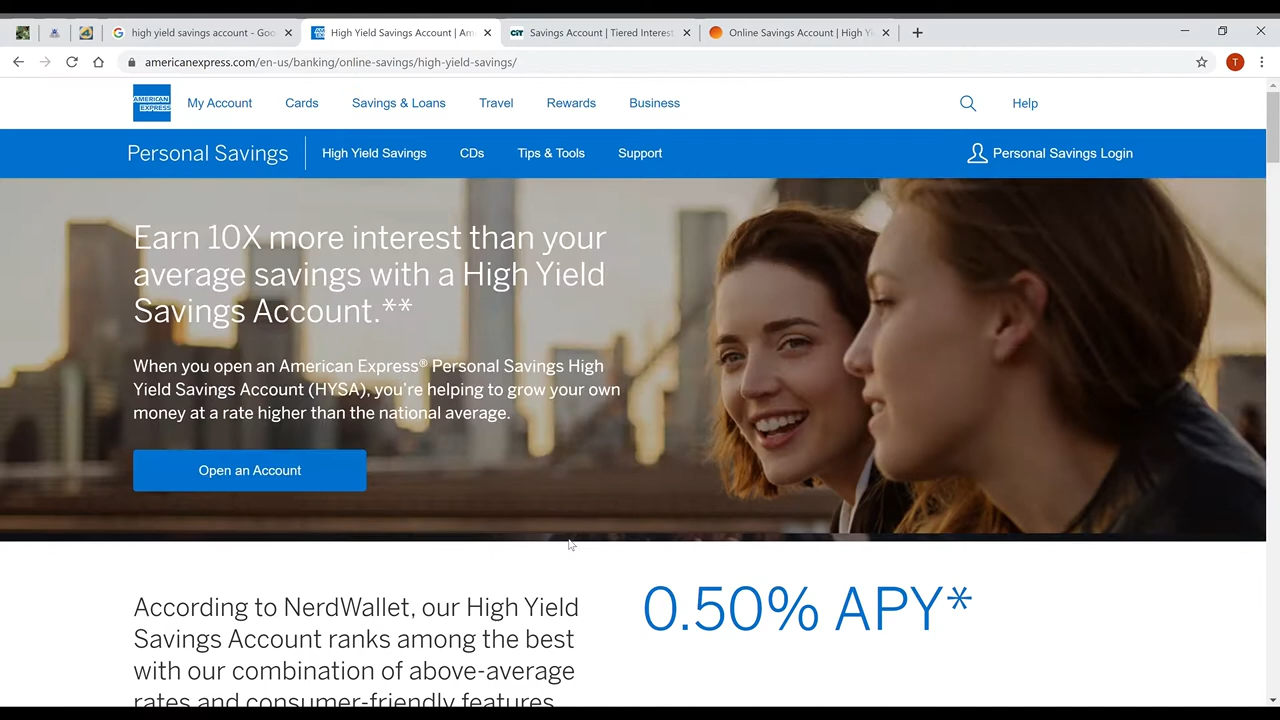 high yield savings account - Goo
High Yield Savings Account | Am
CIT
Savings Account | Tiered Interest
Online Savings Account | High Yi
americanexpress.com/en-us/banking/online-savings/high-yield-savings/
T
AMERICAN
EXPRESS
My Account
Cards
Savings & Loans
Travel
Rewards
Business
Help
Personal Savings
High Yield Savings
CDs
Tips & Tools
Support
Personal Savings Login
Earn 10X more interest than your
average savings with a High Yield
Savings Account.**
When you open an American Express® Personal Savings High
Yield Savings Account (HYSA), you're helping to grow your own
money at a rate higher than the national average.
Open an Account
According to NerdWallet, our High Yield
Savings Account ranks among the best
with our combination of above-average
rates and consumer-friendly features
0.50% APY*